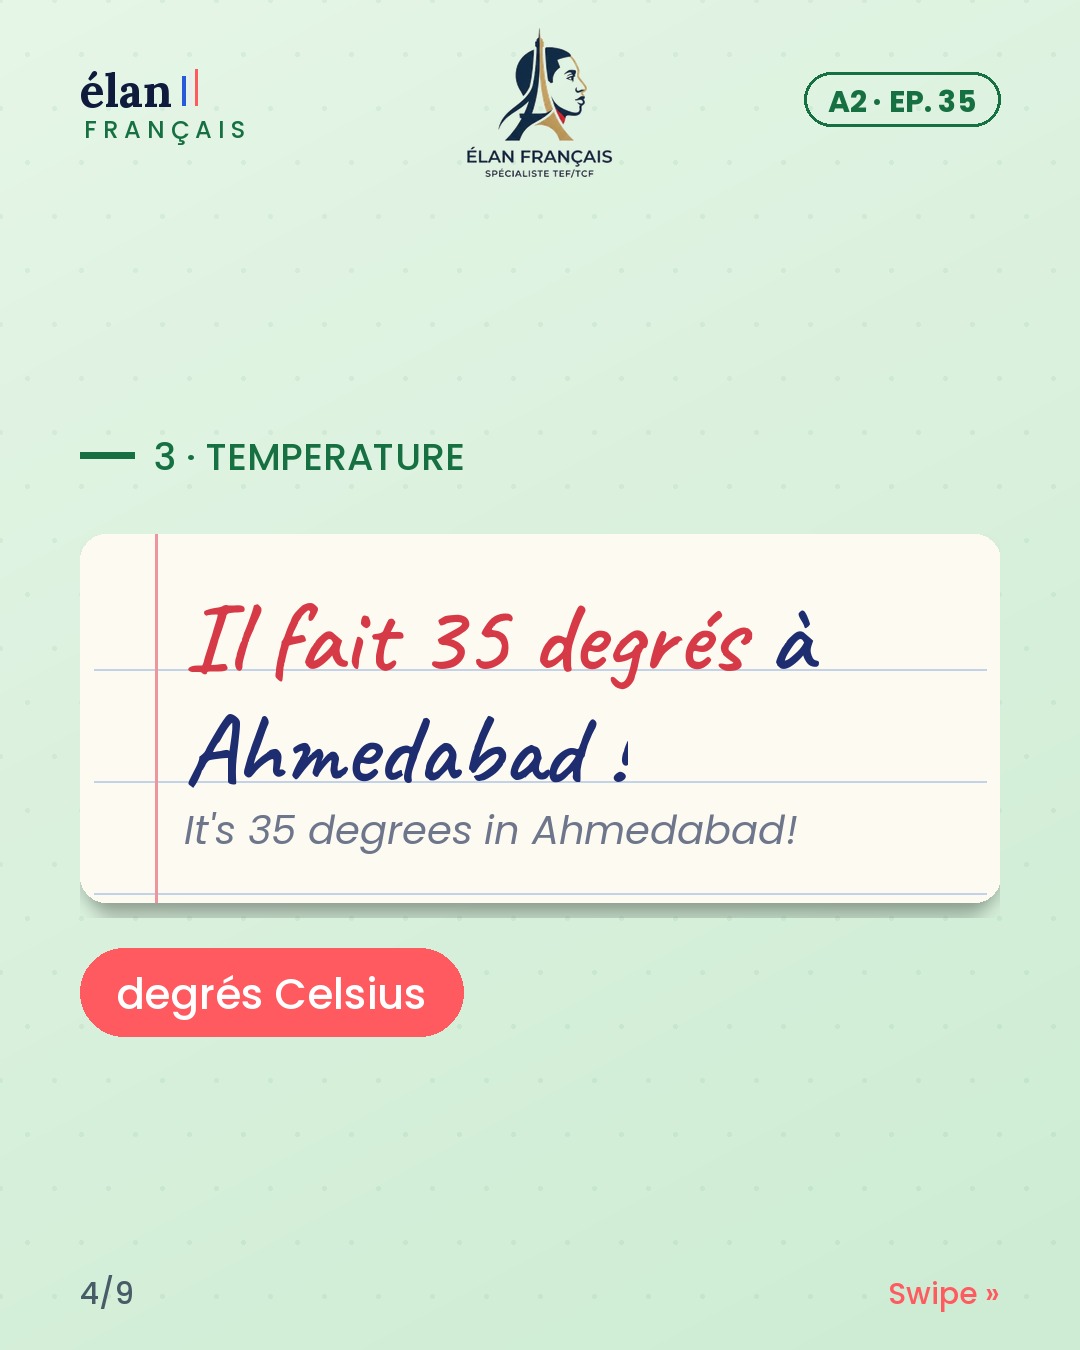 élan
FRANÇAIS
ÉLAN FRANÇAIS
SPÉCIALISTE TEF/TCF
A2 · EP. 35
3 · TEMPERATURE
Il fait 35 degrés à
Ahmedabad !
It's 35 degrees in Ahmedabad!
degrés Celsius
4/9
Swipe »